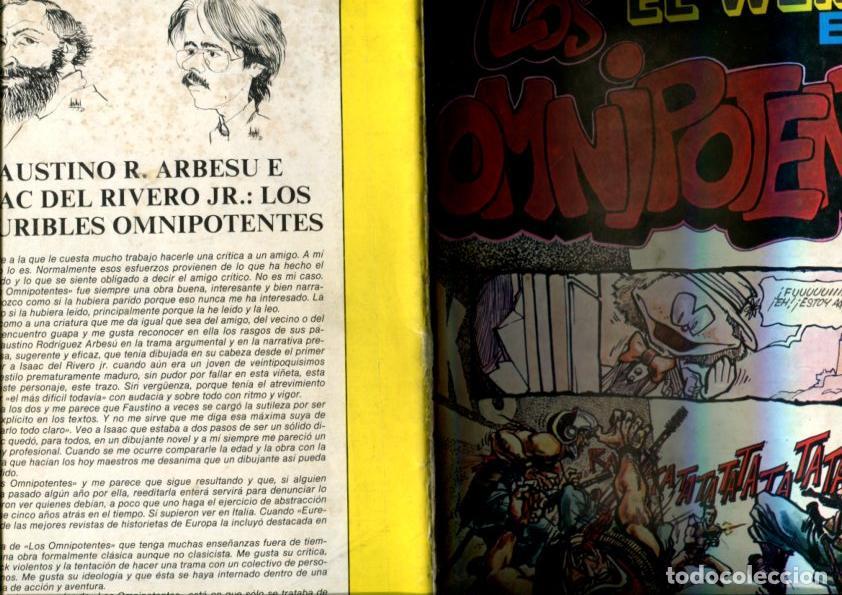 AUSTINO R. ARBESU E
AC DEL RIVERO JR.: LOS
URIBLES OMNIPOTENTES
e a la que le cuesta mucho trabajo hacerle una crítica a un amigo. A mí
lo es. Normalmente esos esfuerzos provienen de lo que ha hecho el
do y lo que se siente obligado a decir el amigo crítico. No es mi caso.
Omnipotentes» fue siempre una obra buena, interesante y bien narra-
ozco como si la hubiera parido porque eso nunca me ha interesado. La
o si la hubiera leído, principalmente porque la he leído y la leo.
como a una criatura que me da igual que sea del amigo, del vecino o del
encuentro guapa y me gusta reconocer en ella los rasgos de sus pa-
austino Rodríguez Arbesú en la trama argumental y en la narrativa pre-
sa, sugerente y eficaz, que tenía dibujada en su cabeza desde el primer
r a Isaac del Rivero jr. cuando aún era un joven de veintipoquísimos
estilo prematuramente maduro, sin pudor por fallar en esta viñeta, esta
ste personaje, este trazo. Sin vergüenza, porque tenía el atrevimiento
r «el más difícil todavía» con audacia y sobre todo con ritmo y vigor.
a los dos y me parece que Faustino a veces se cargó la sutileza por ser
xplícito en los textos. Y no me sirve que me diga esa máxima suya de
arlo todo claro». Veo a Isaac que estaba a dos pasos de ser un sólido di-
c quedó, para todos, en un dibujante novel y a mí siempre me pareció un
y profesional. Cuando se me ocurre compararle la edad y la obra con la
a que hacían los hoy maestros me desanima que un dibujante así pueda
dido.
s Omnipotentes» y me parece que sigue resultando y que, si alguien
a pasado algún año por ella, reeditarla entera servirá para denunciar lo
ron ver quienes debían, a poco que uno haga el ejercicio de abstracción
e cinco años atrás en el tiempo. Sí supieron ver en Italia. Cuando «Eure-
de las mejores revistas de historietas de Europa la incluyó destacada en
a de «Los Omnipotentes» que tenga muchas enseñanzas fuera de tiem-
una obra formalmente clásica aunque no clasicista. Me gusta su crítica,
ck violentos y la tentación de hacer una trama con un colectivo de perso-
nos. Me gusta su ideología y que ésta se haya internado dentro de una
a de acción y aventura.
LOS
OMNIPOTEN
¡FUUUUUU
¡EH! ¡ESTOY A
TATATATATATATA
todocoleccion